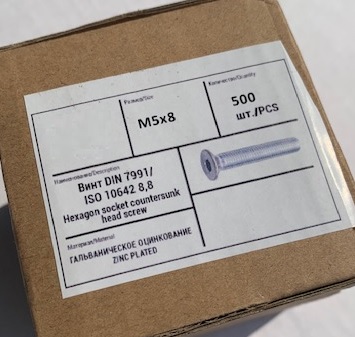 Размер/Size
M5x8
Количество/Quantity
500
шт./PCS
Наименование/Description
Винт DIN 7991/
ISO 10642 8,8
Hexagon socket countersunk
head screw
Материал/Material
ГАЛЬВАНИЧЕСКОЕ ОЦИНКОВАНИЕ
ZINC PLATED